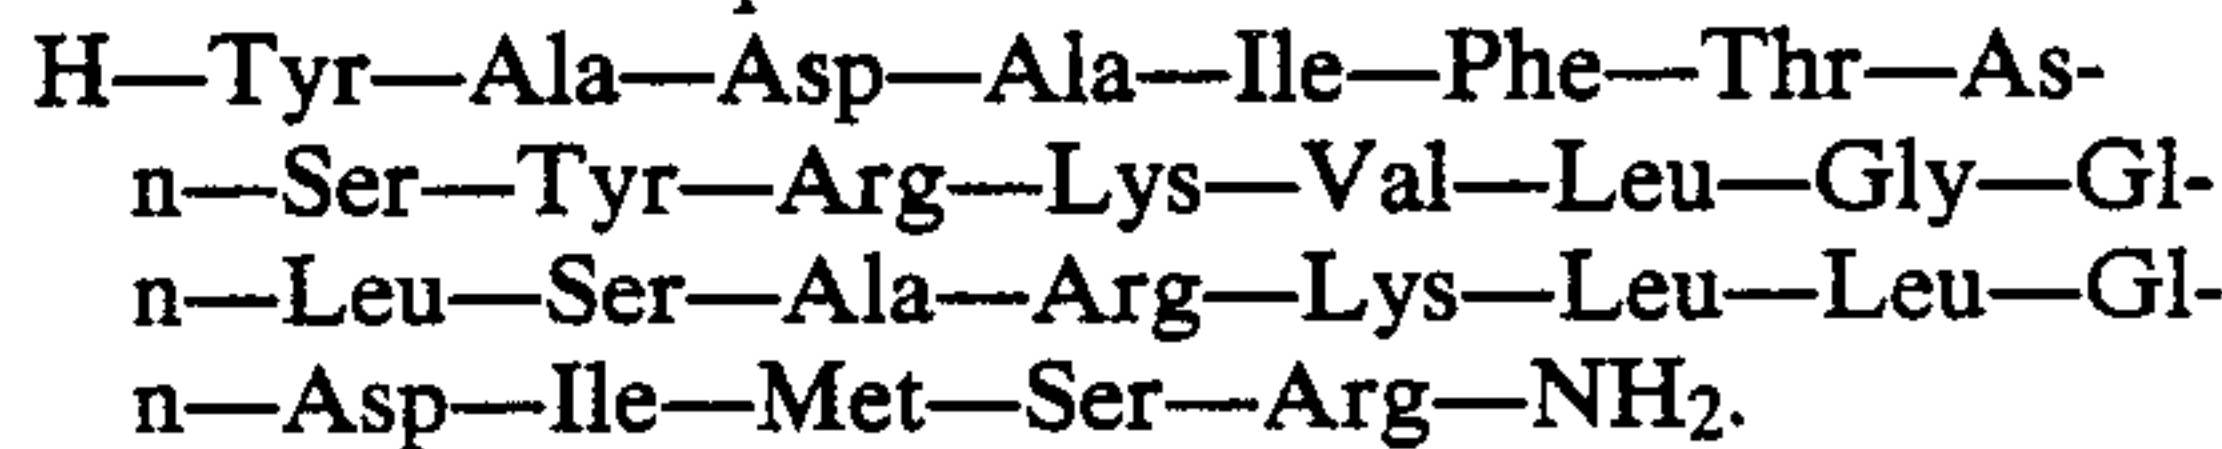 H—Tyr—Ala—Asp—Ala—Ile—Phe—Thr—As-
n—Ser—Tyr—Arg—Lys—Val—Leu—Gly—Gl-
n—Leu—Ser—Ala—Arg—Lys—Leu—Leu—Gl-
n—Asp—Ile—Met—Ser—Arg—NH₂.